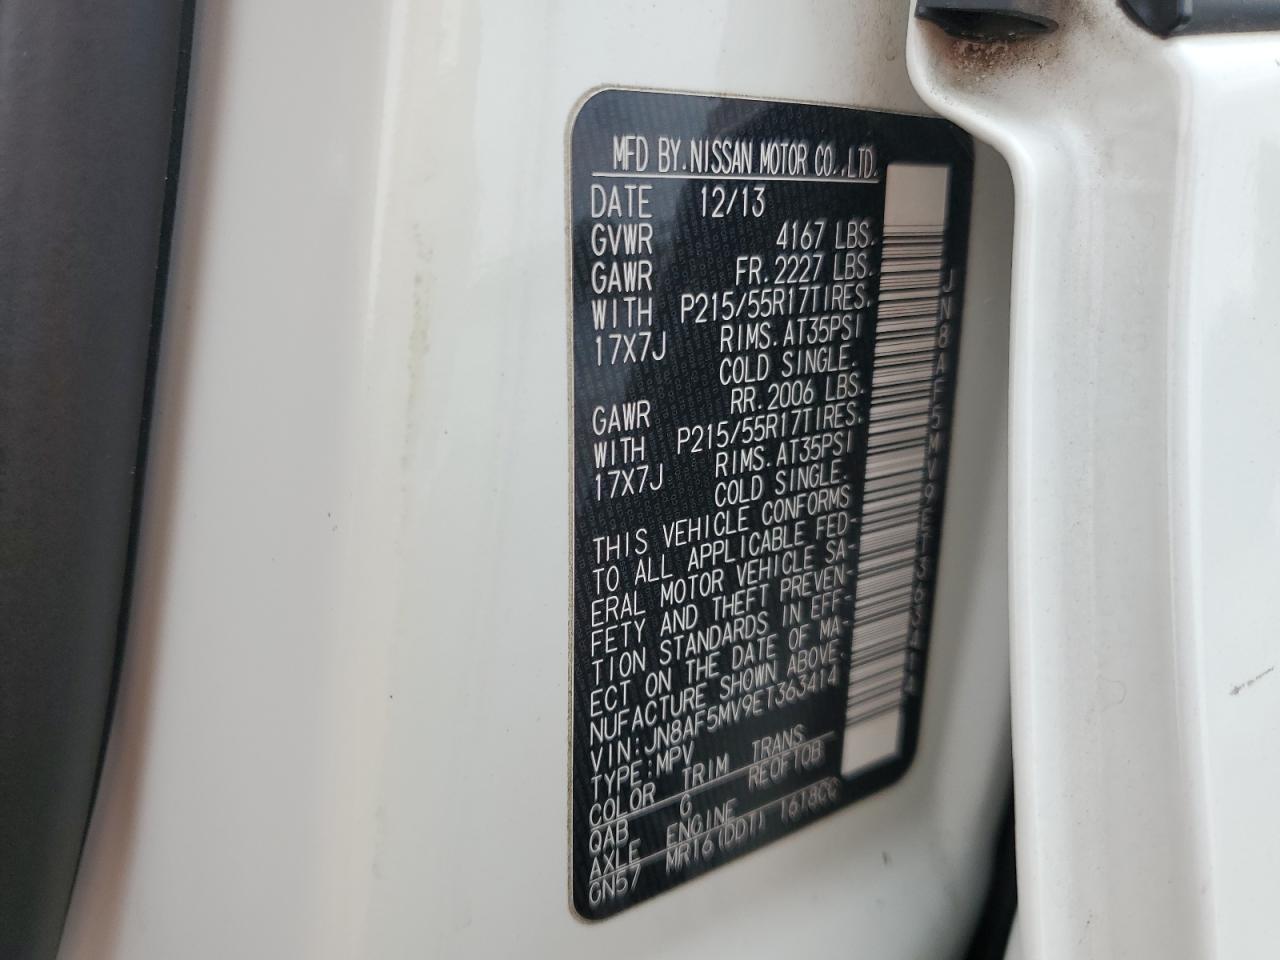 MFD BY.NISSAN MOTOR CO.,LTD.
DATE 12/13
GVWR 4167 LBS.
GAWR FR.2227 LBS.
WITH P215/55R17TIRES.
17X7J RIMS.AT35PSI
COLD SINGLE.
GAWR RR.2006 LBS.
WITH P215/55R17TIRES.
17X7J RIMS.AT35PSI
COLD SINGLE.
THIS VEHICLE CONFORMS
TO ALL APPLICABLE FED-
ERAL MOTOR VEHICLE SA-
FETY AND THEFT PREVEN-
TION STANDARDS IN EFF-
ECT ON THE DATE OF MA-
NUFACTURE SHOWN ABOVE.
VIN:JN8AF5MV9ET363414
TYPE:MPV
COLOR TRIM TRANS
QAB G RE0F10B
AXLE ENGINE
GN57 MR16(DDT) 1618CC
JN8AF5MV9ET363414